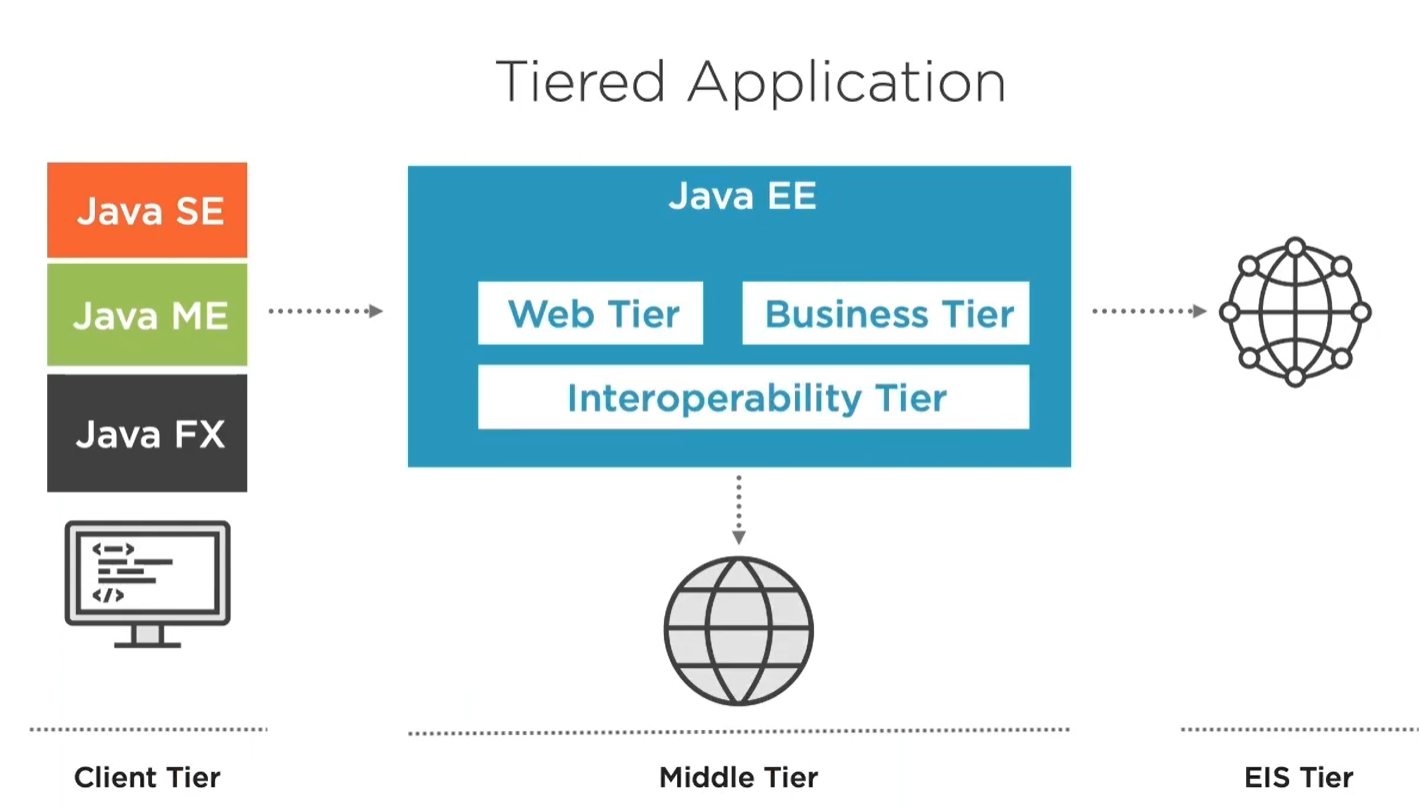 Tiered Application
Java SE
Java ME
Java FX
<–>
</>
Java EE
Web Tier
Business Tier
Interoperability Tier
Client Tier
Middle Tier
EIS Tier